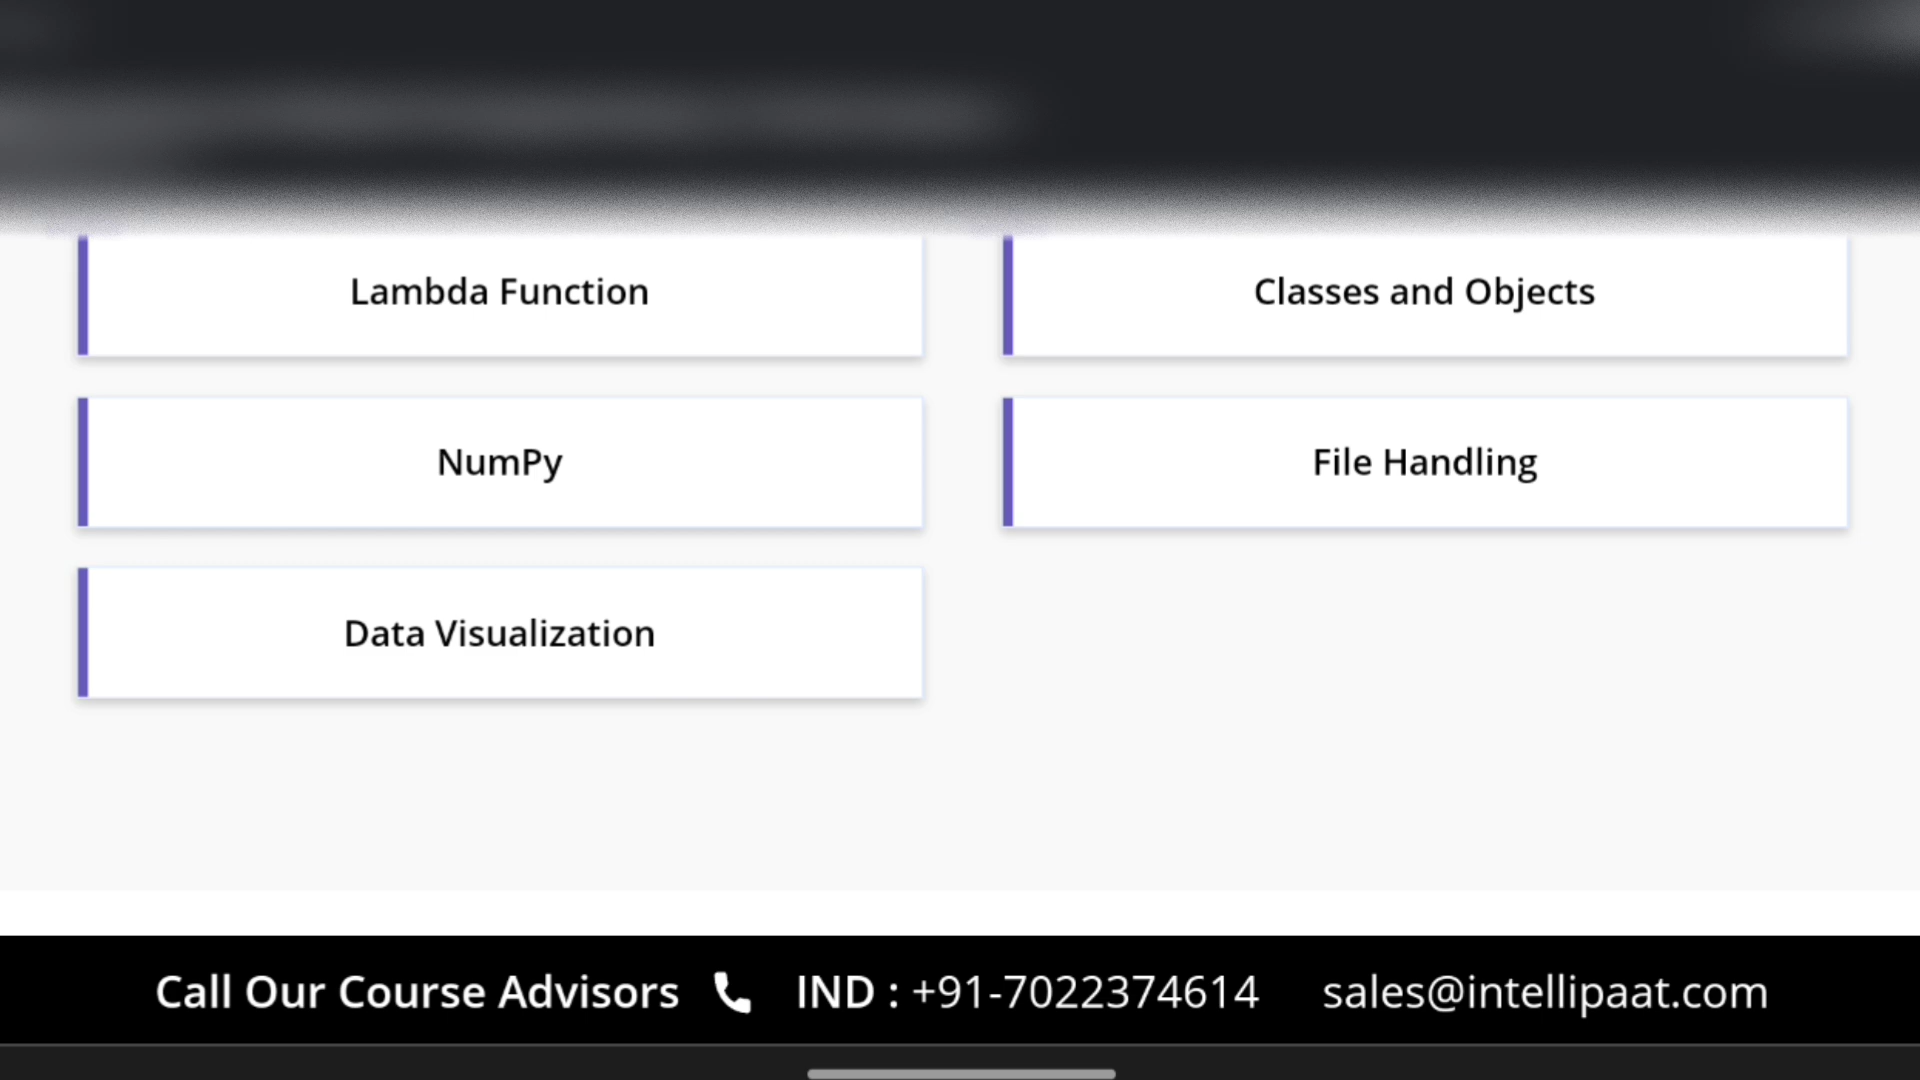 Lambda Function
Classes and Objects
NumPy
File Handling
Data Visualization
Call Our Course Advisors IND : +91-7022374614 sales@intellipaat.com